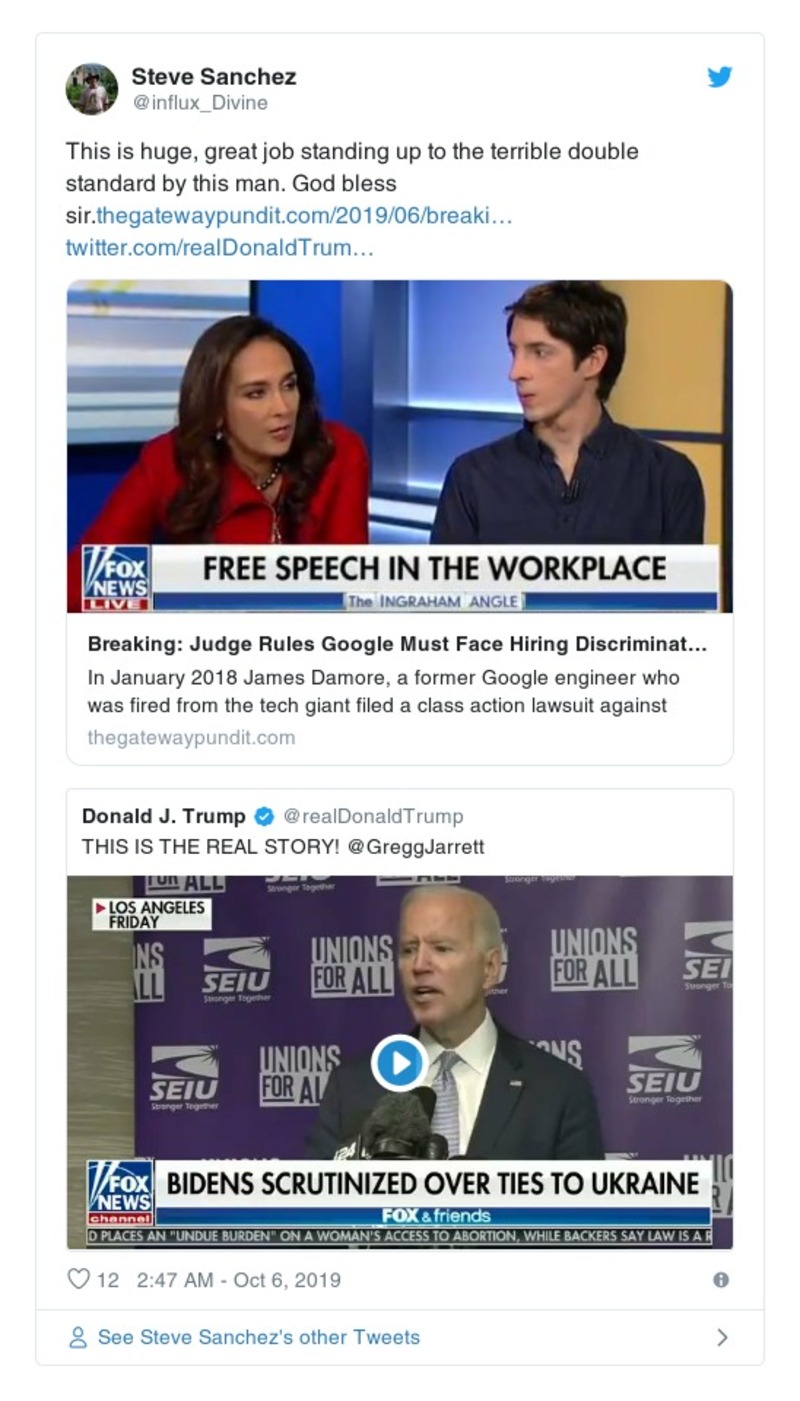 Steve Sanchez
@influx_Divine
This is huge, great job standing up to the terrible double
standard by this man. God bless
sir.thegatewaypundit.com/2019/06/breaki…
twitter.com/realDonaldTrum…
FOX
NEWS
LIVE
FREE SPEECH IN THE WORKPLACE
The INGRAHAM ANGLE
Breaking: Judge Rules Google Must Face Hiring Discriminat...
In January 2018 James Damore, a former Google engineer who
was fired from the tech giant filed a class action lawsuit against
thegatewaypundit.com
Donald J. Trump @realDonaldTrump
THIS IS THE REAL STORY! @GreggJarrett
FOR ALL
Stronger Together
LOS ANGELES
FRIDAY
SEIU
Stronger Together
UNIONS
FOR ALL
UNIONS
FOR ALL
SEI
SEIU
Stronger Together
UNIONS
FOR AL
SEIU
Stronger Together
FOX
NEWS
channel
BIDENS SCRUTINIZED OVER TIES TO UKRAINE
FOX & friends
D PLACES AN "UNDUE BURDEN" ON A WOMAN'S ACCESS TO ABORTION, WHILE BACKERS SAY LAW IS A
12 2:47 AM - Oct 6, 2019
See Steve Sanchez's other Tweets